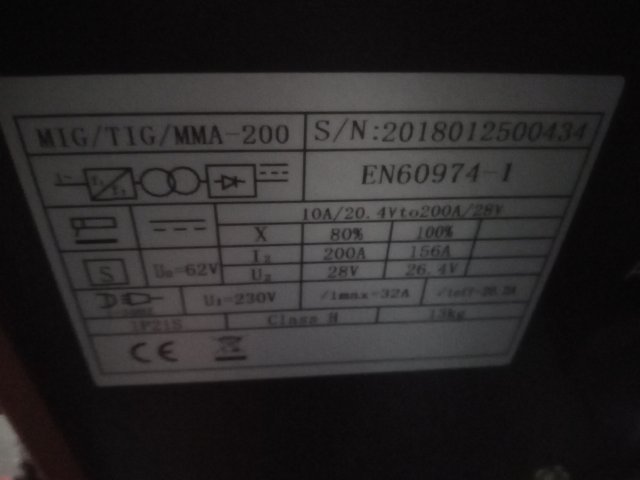 MIG/TIG/MMA-200 S/N:2018012500434
EN60974-1
10A/20.4Vto200A/28V
X 80% 100%
I₂ 200A 156A
S U₀=62V U₂ 28V 26.4V
U₁=230V I1max=32A
IP21S Class H 13kg
CE